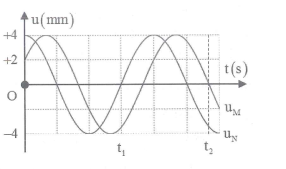 u(mm)
+4
+2
t(s)
O
u_M
–4
u_N
t_1
t_2